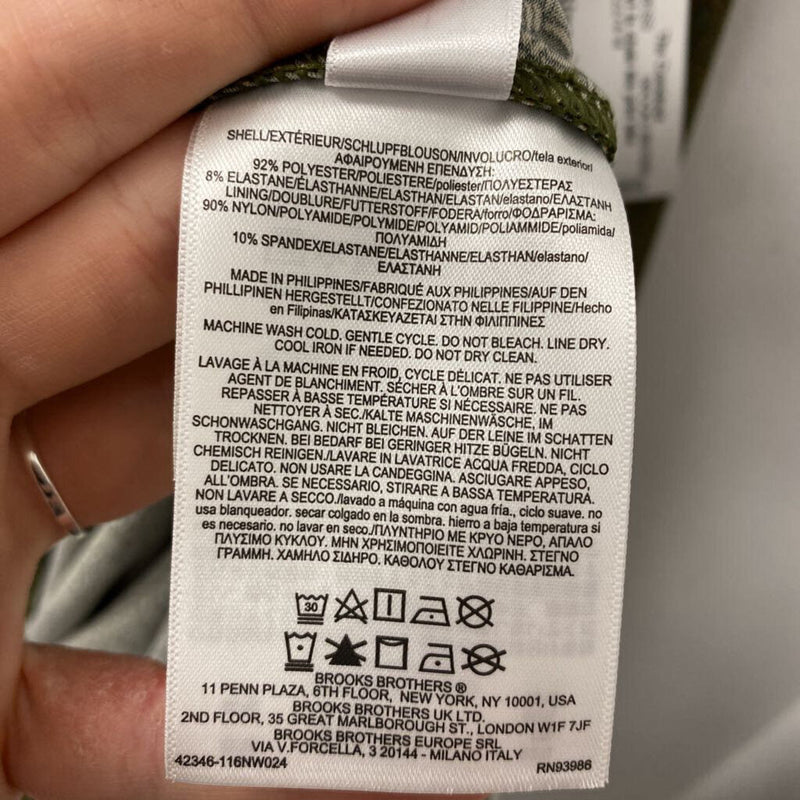 SHELL/EXTÉRIEUR/SCHLUPFBLOUSON/INVOLUCRO/tela exteriorl
ΑΦΑΙΡΟΥΜΕΝΗ ΕΠΕΝΔΥΣΗ:
92% POLYESTER/POLIESTERE/poliester/ΠΟΛΥΕΣΤΕΡΑΣ
8% ELASTANE/ÉLASTHANNE/ELASTHAN/ELASTAN/elastano/ΕΛΑΣΤΑΝΗ
LINING/DOUBLURE/FUTTERSTOFF/FODERA/forro/ΦΟΔΡΑΡΙΣΜΑ:
90% NYLON/POLYAMIDE/POLYMIDE/POLYAMID/POLIAMMIDE/poliamida/
ΠΟΛΥΑΜΙΔΗ
10% SPANDEX/ELASTANE/ELASTHANNE/ELASTHAN/elastano/
ΕΛΑΣΤΑΝΗ
MADE IN PHILIPPINES/FABRIQUÉ AUX PHILIPPINES/AUF DEN
PHILLIPINEN HERGESTELLT/CONFEZIONATO NELLE FILIPPINE/Hecho
en Filipinas/ΚΑΤΑΣΚΕΥΑΖΕΤΑΙ ΣΤΗΝ ΦΙΛΙΠΠΙΝΕΣ
MACHINE WASH COLD. GENTLE CYCLE. DO NOT BLEACH. LINE DRY.
COOL IRON IF NEEDED. DO NOT DRY CLEAN.
LAVAGE À LA MACHINE EN FROID, CYCLE DÉLICAT. NE PAS UTILISER
AGENT DE BLANCHIMENT. SÉCHER À L'OMBRE SUR UN FIL.
REPASSER À BASSE TEMPÉRATURE SI NÉCESSAIRE. NE PAS
NETTOYER À SEC./KALTE MASCHINENWÄSCHE, IM
SCHONWASCHGANG. NICHT BLEICHEN. AUF DER LEINE IM SCHATTEN
TROCKNEN. BEI BEDARF BEI GERINGER HITZE BÜGELN. NICHT
CHEMISCH REINIGEN./LAVARE IN LAVATRICE ACQUA FREDDA, CICLO
DELICATO. NON USARE LA CANDEGGINA. ASCIUGARE APPESO,
ALL'OMBRA. SE NECESSARIO, STIRARE A BASSA TEMPERATURA.
NON LAVARE A SECCO./lavado a máquina con agua fría., ciclo suave. no
usa blanqueador. secar colgado en la sombra. hierro a baja temperatura si
es necesario. no lavar en seco./ΠΛΥΝΤΗΡΙΟ ΜΕ ΚΡΥΟ ΝΕΡΟ, ΑΠΑΛΟ
ΠΛΥΣΙΜΟ ΚΥΚΛΟΥ. ΜΗΝ ΧΡΗΣΙΜΟΠΟΙΕΙΤΕ ΧΛΩΡΙΝΗ. ΣΤΕΓΝΟ
ΓΡΑΜΜΗ. ΧΑΜΗΛΟ ΣΙΔΗΡΟ. ΚΑΘΟΛΟΥ ΣΤΕΓΝΟ ΚΑΘΑΡΙΣΜΑ.
30
BROOKS BROTHERS ®
11 PENN PLAZA, 6TH FLOOR, NEW YORK, NY 10001, USA
BROOKS BROTHERS UK LTD.
2ND FLOOR, 35 GREAT MARLBOROUGH ST., LONDON W1F 7JF
BROOKS BROTHERS EUROPE SRL
VIA V.FORCELLA, 3 20144 - MILANO ITALY
42346-116NW024 RN93986